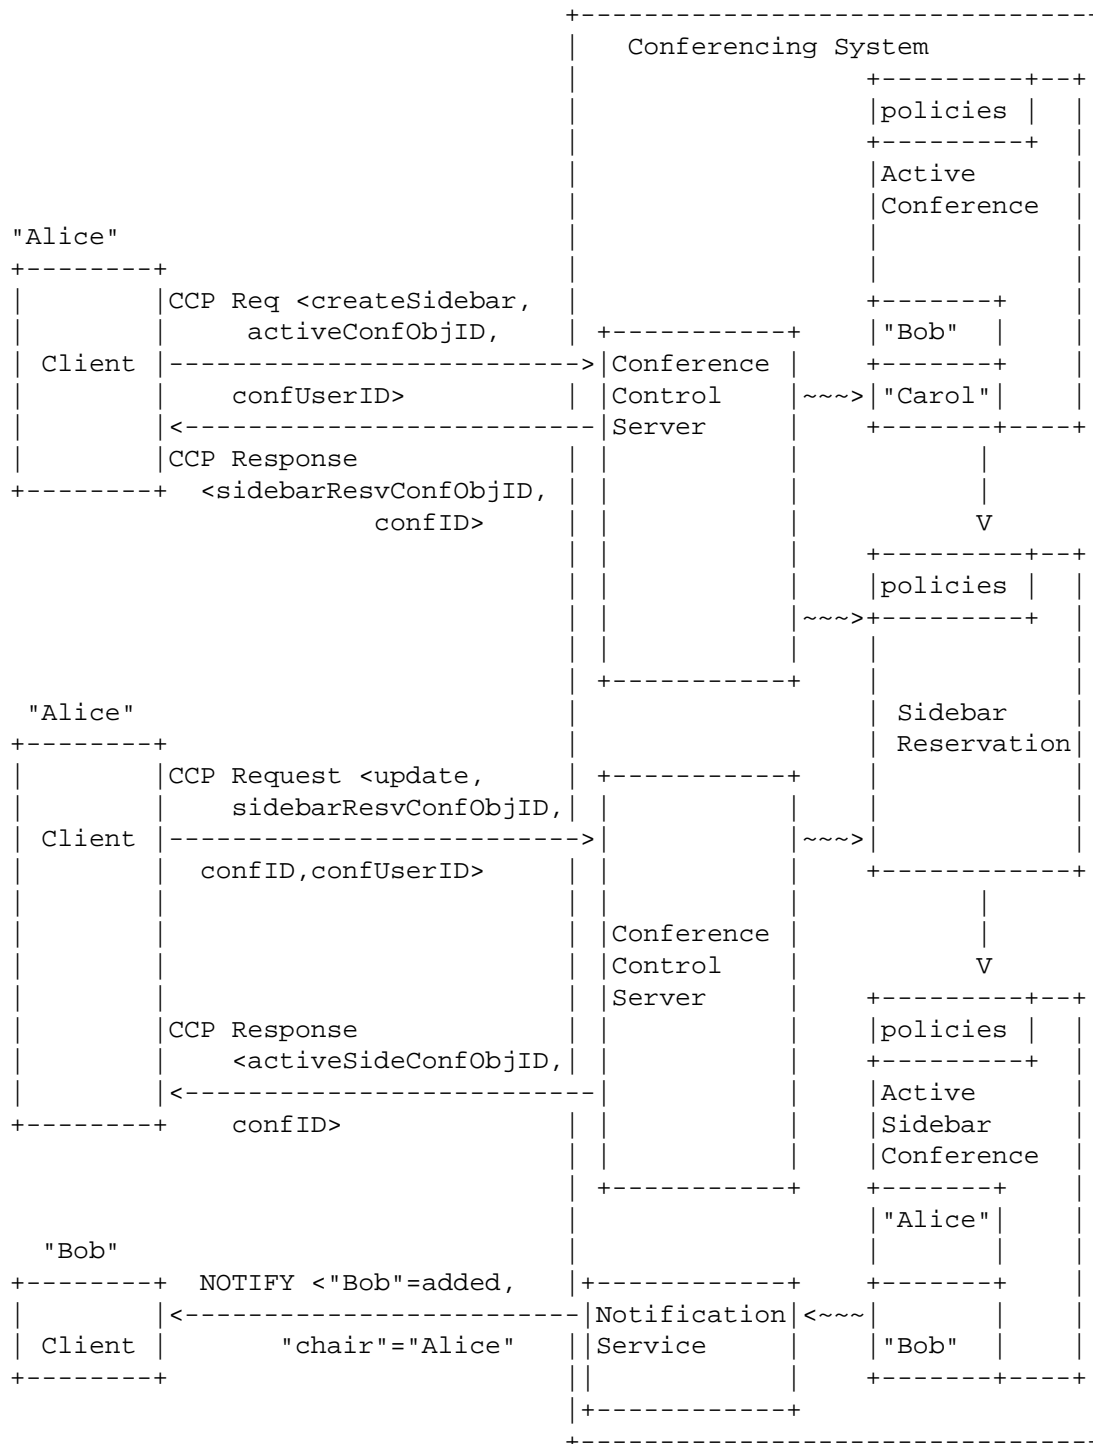 Conferencing System
policies
Active
Conference
"Alice"
CCP Req <createSidebar,
activeConfObjID,
"Bob"
Client
Conference
confUserID>
Control
"Carol"
Server
CCP Response
<sidebarResvConfObjID,
confID>
V
policies
"Alice"
Sidebar
Reservation
CCP Request <update,
sidebarResvConfObjID,
Client
confID,confUserID>
Conference
Control
V
Server
CCP Response
policies
<activeSideConfObjID,
Active
confID>
Sidebar
Conference
"Alice"
"Bob"
NOTIFY <"Bob"=added,
Notification
Client
"chair"="Alice"
Service
"Bob"